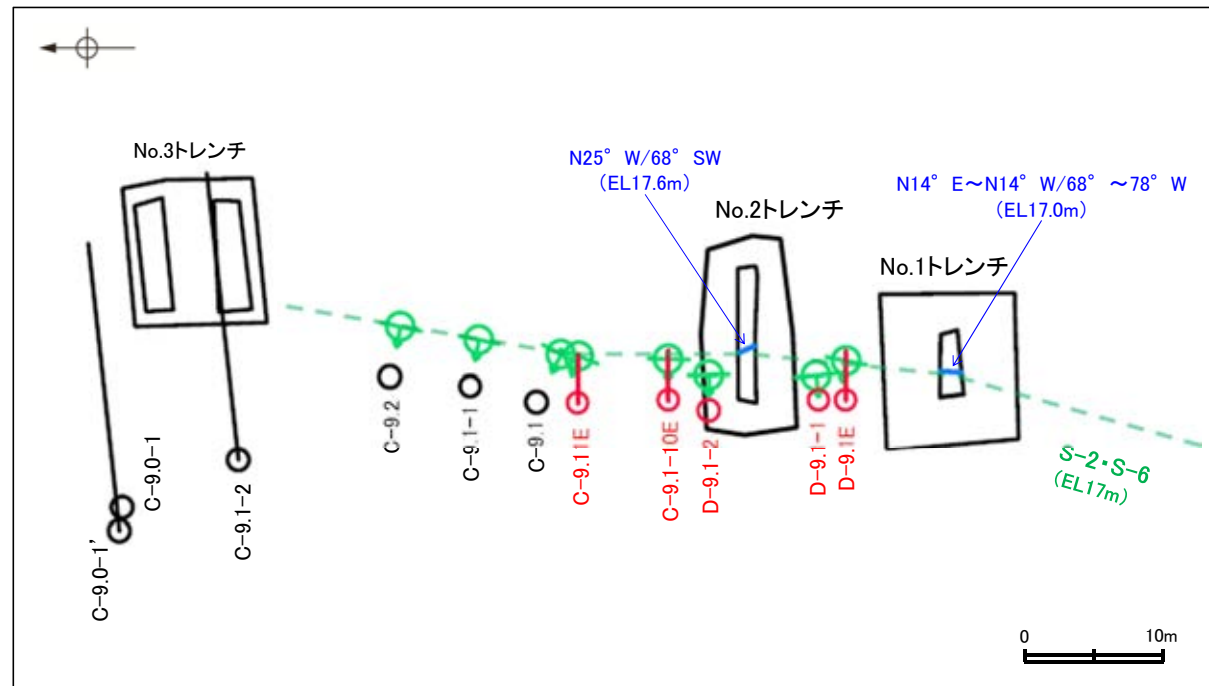 No.3トレンチ
N25° W/68° SW
(EL17.6m)
No.2トレンチ
N14° E～N14° W/68° ～78° W
(EL17.0m)
No.1トレンチ
C-9.0-1'
C-9.0-1
C-9.1-2
C-9.2
C-9.1-1
C-9.1
C-9.11E
C-9.1-10E
D-9.1-2
D-9.1-1
D-9.1E
S-2・S-6
(EL17m)
0 10m